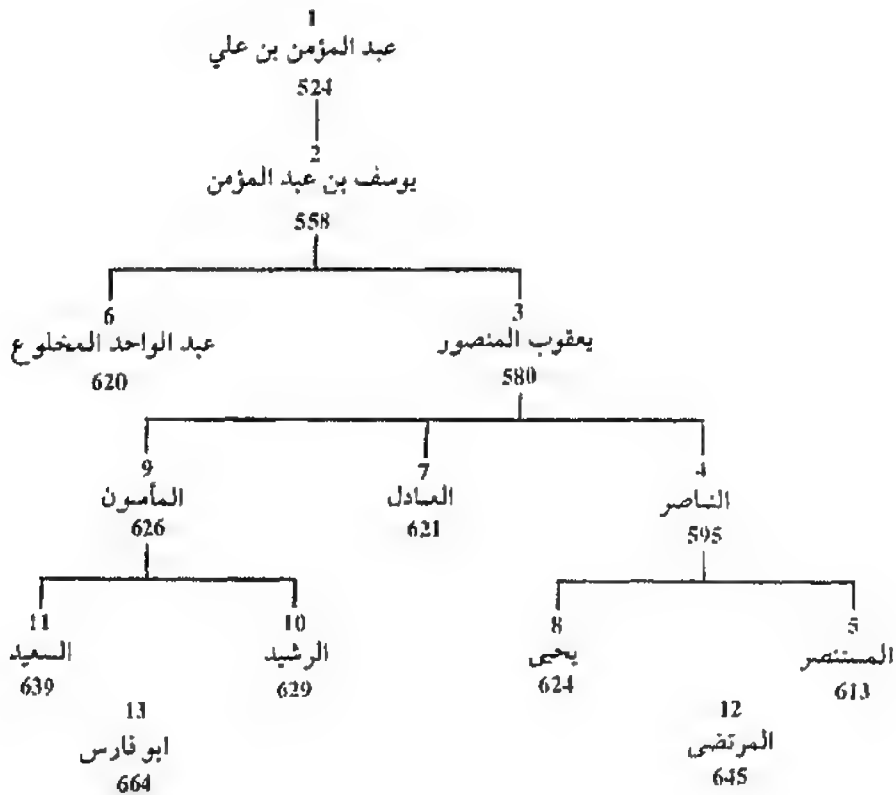 1
عبد المؤمن بن علي
524
2
يوسف بن عبد المؤمن
558
3
يعقوب المنصور
580
6
عبد الواحد المخلوع
620
4
الناصر
595
7
العادل
621
9
المأمون
626
5
المستنصر
613
8
يحيى
624
10
الرشيد
629
11
السعيد
639
12
المرتضى
645
13
ابو فارس
664